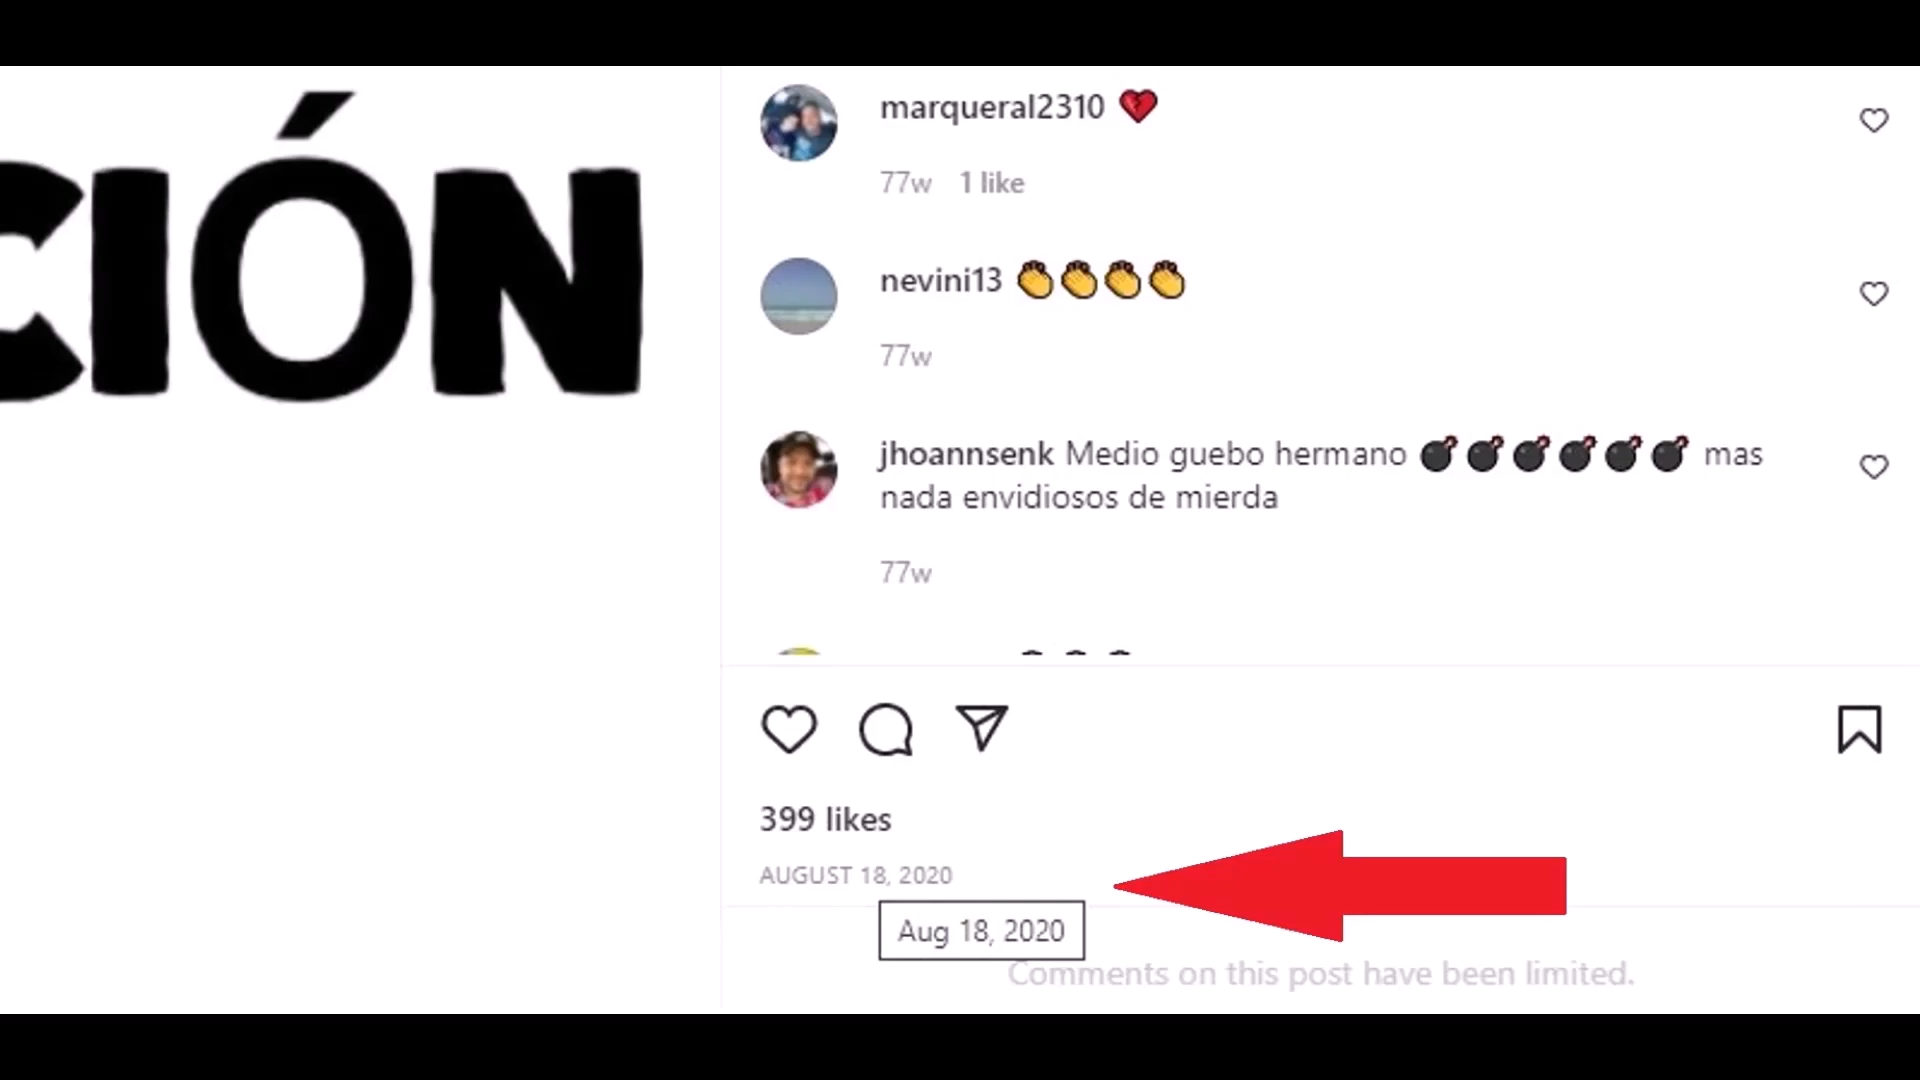 CIÓN
marqueral2310 💔
77w 1 like
nevini13 👏👏👏👏
77w
jhoannsenk Medio guebo hermano 💣💣💣💣💣💣 mas
nada envidiosos de mierda
77w
399 likes
AUGUST 18, 2020
Aug 18, 2020
Comments on this post have been limited.